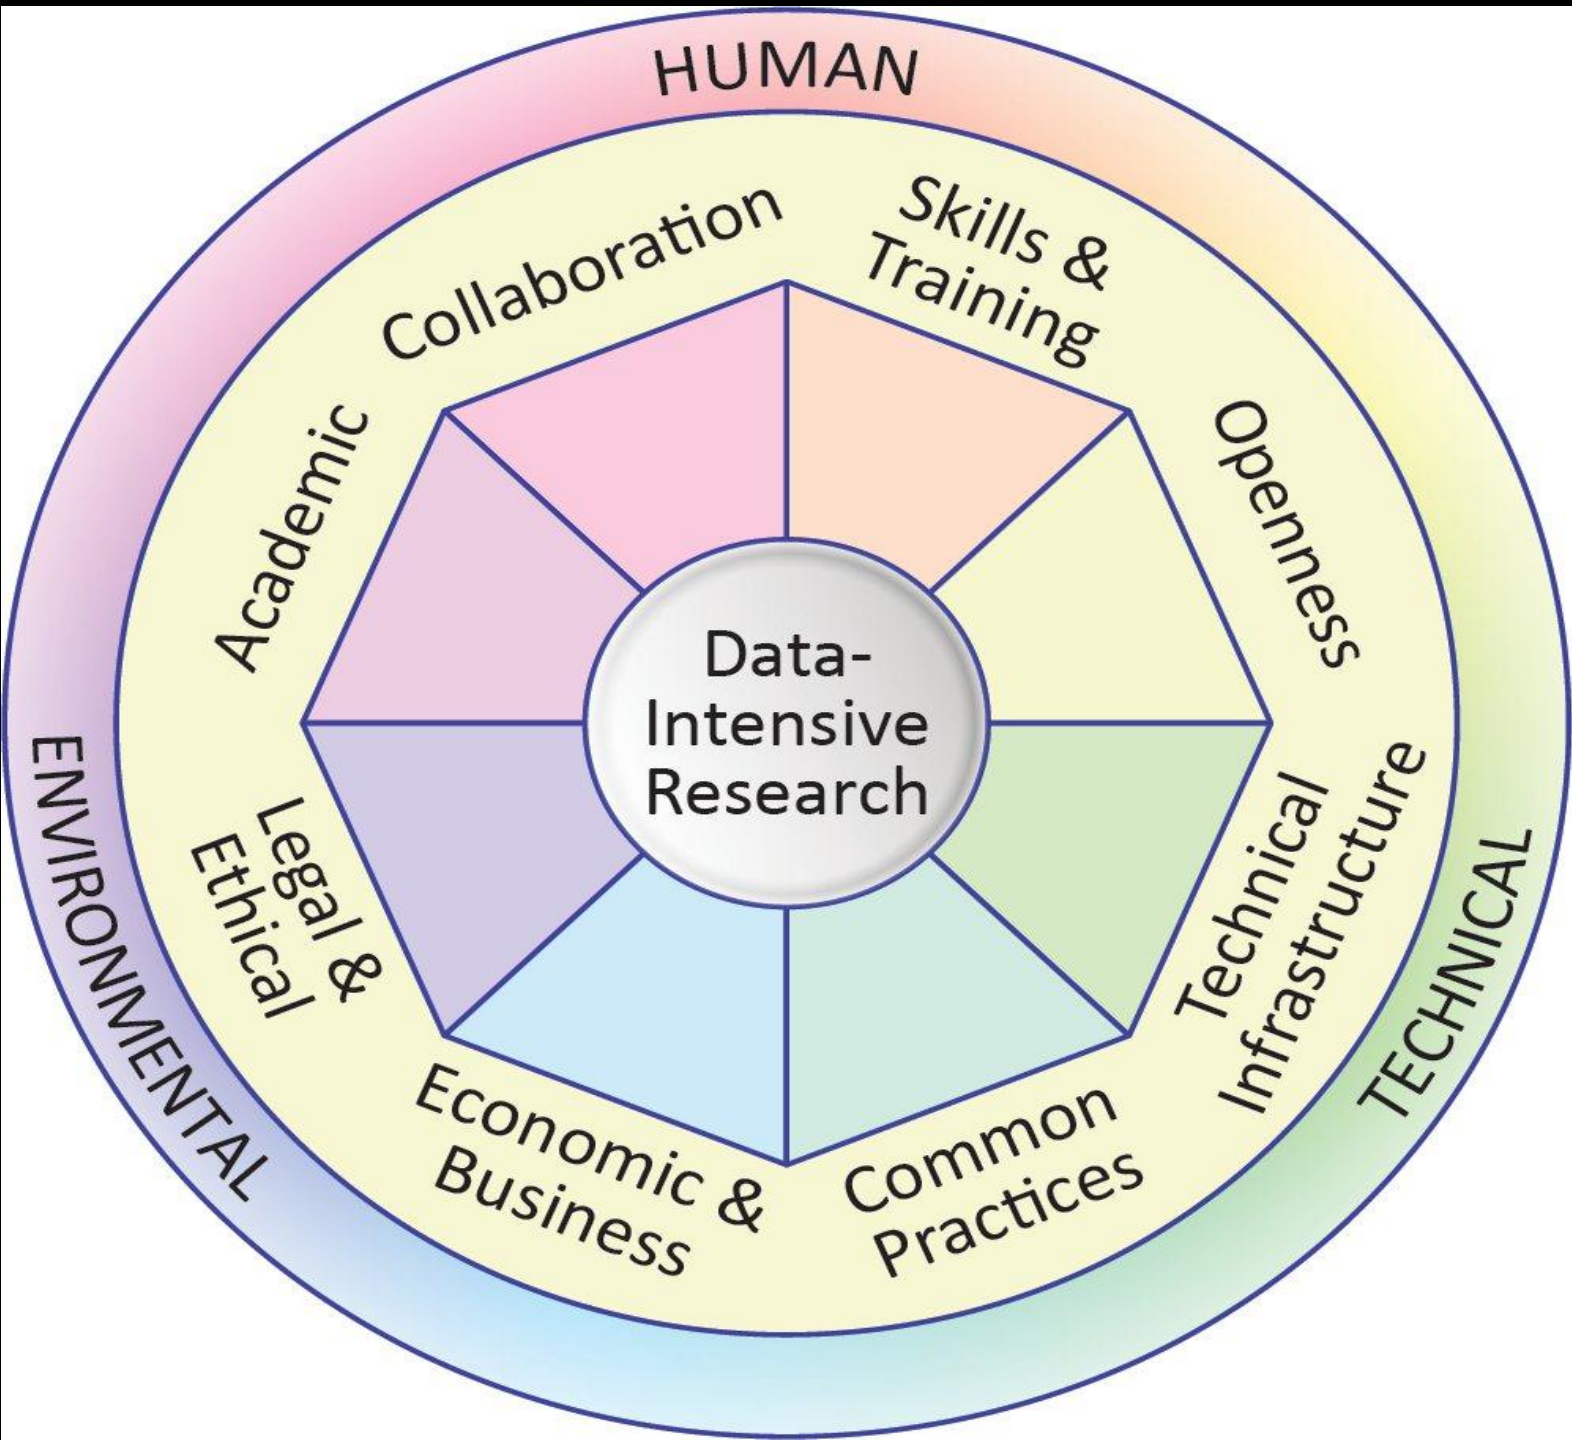 HUMAN
Collaboration
Skills &
Training
Openness
Technical
Infrastructure
TECHNICAL
Common
Practices
Economic &
Business
Legal &
Ethical
ENVIRONMENTAL
Academic
Data-
Intensive
Research